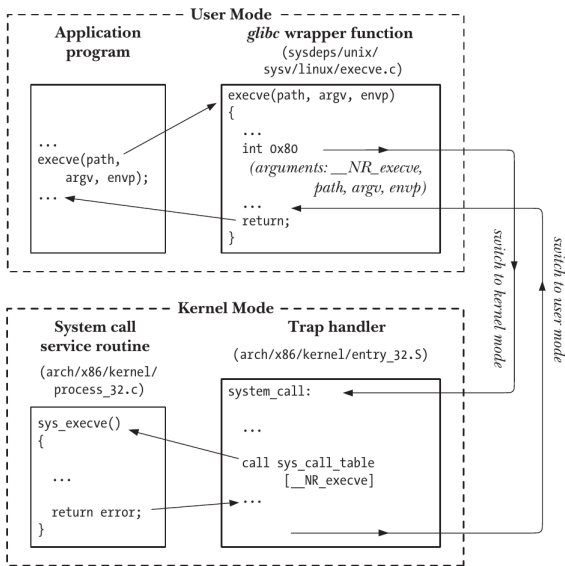 User Mode
Application
program
...
execve(path,
argv, envp);
...
glibc wrapper function
(sysdeps/unix/
sysv/linux/execve.c)
execve(path, argv, envp)
{
...
int 0x80
(arguments: __NR_execve,
path, argv, envp)
...
return;
}
switch to kernel mode
switch to user mode
Kernel Mode
System call
service routine
(arch/x86/kernel/
process_32.c)
sys_execve()
{
...
return error;
}
Trap handler
(arch/x86/kernel/entry_32.S)
system_call:
...
call sys_call_table
[__NR_execve]
...